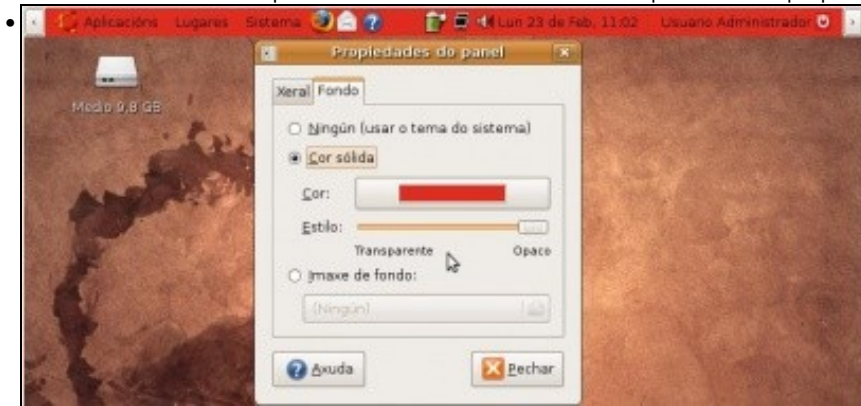 Aplicacións Lugares Sistema Lun 23 de Feb, 11:02 Usuario Administrador
Propiedades do panel
Medio 9,8 GB
Xeral Fondo
Ningún (usar o tema do sistema)
Cor sólida
Cor:
Estilo:
Transparente Opaco
Imaxe de fondo:
(Ningún)
Axuda Pechar